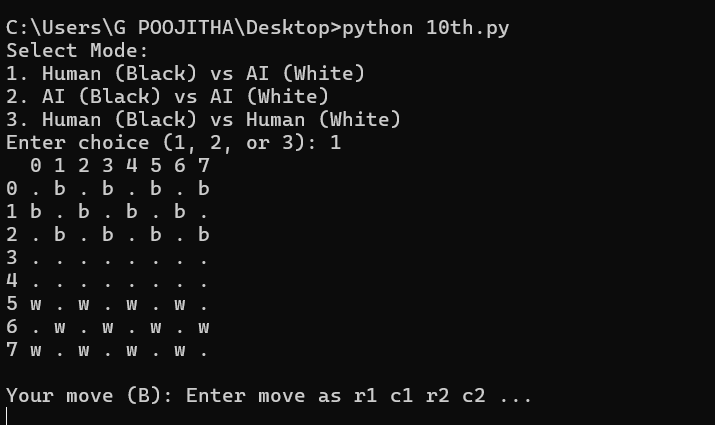 C:\Users\G POOJITHA\Desktop>python 10th.py
Select Mode:
1. Human (Black) vs AI (White)
2. AI (Black) vs AI (White)
3. Human (Black) vs Human (White)
Enter choice (1, 2, or 3): 1
  0 1 2 3 4 5 6 7
0 . b . b . b . b
1 b . b . b . b .
2 . b . b . b . b
3 . . . . . . . .
4 . . . . . . . .
5 w . w . w . w .
6 . w . w . w . w
7 w . w . w . w .
Your move (B): Enter move as r1 c1 r2 c2 ...